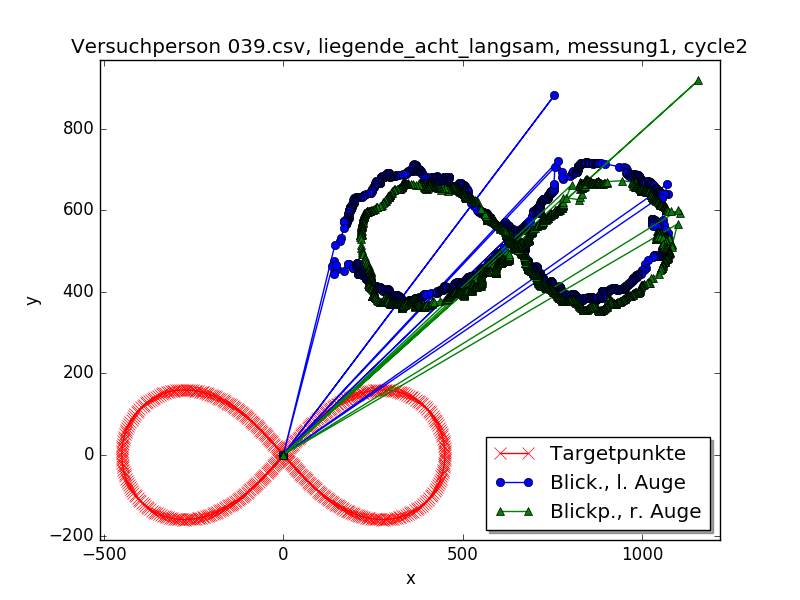 Versuchperson 039.csv, liegende_acht_langsam, messung1, cycle2
y
800
600
400
200
0
−200
−500
0
500
1000
x
Targetpunkte
Blick., l. Auge
Blickp., r. Auge